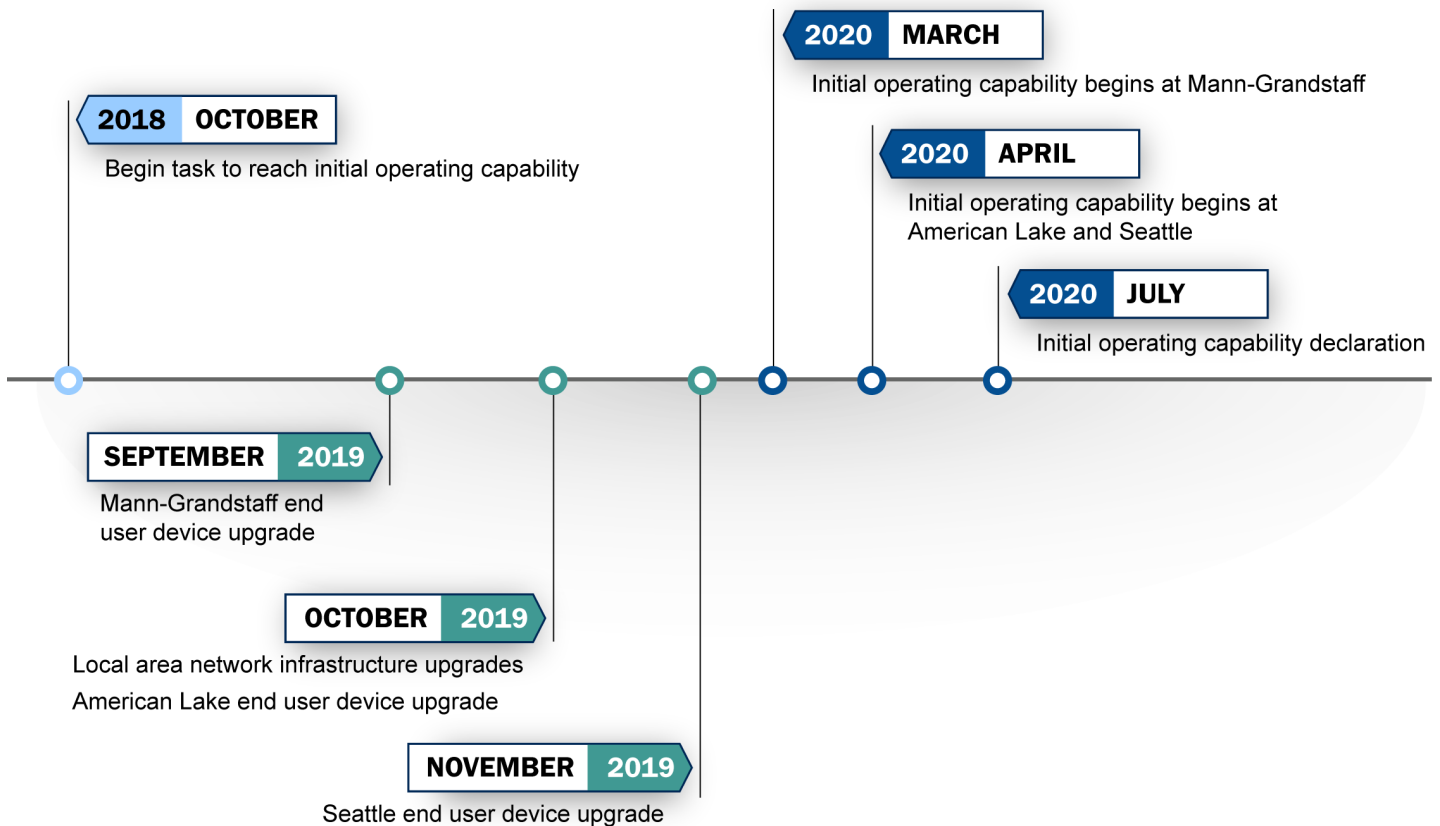 2018 OCTOBER
Begin task to reach initial operating capability
SEPTEMBER 2019
Mann-Grandstaff end
user device upgrade
OCTOBER 2019
Local area network infrastructure upgrades
American Lake end user device upgrade
NOVEMBER 2019
Seattle end user device upgrade
2020 MARCH
Initial operating capability begins at Mann-Grandstaff
2020 APRIL
Initial operating capability begins at
American Lake and Seattle
2020 JULY
Initial operating capability declaration